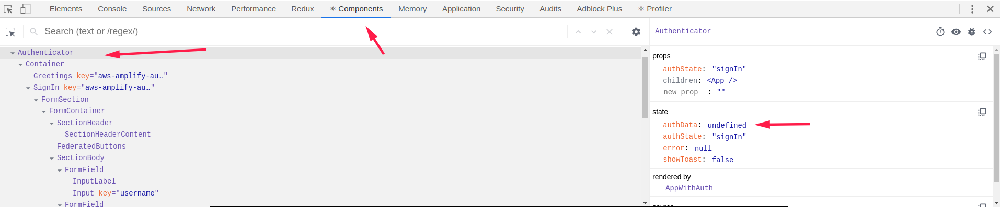 Elements Console Sources Network Performance Redux ⚛ Components Memory Application Security Audits Adblock Plus ⚛ Profiler
Search (text or /regex/)
Authenticator
Container
Greetings key="aws-amplify-au…"
SignIn key="aws-amplify-au…"
FormSection
FormContainer
SectionHeader
SectionHeaderContent
FederatedButtons
SectionBody
FormField
InputLabel
Input key="username"
FormField
Authenticator
props
authState: "signIn"
children: <App />
new prop : ""
state
authData: undefined
authState: "signIn"
error: null
showToast: false
rendered by
AppWithAuth
source